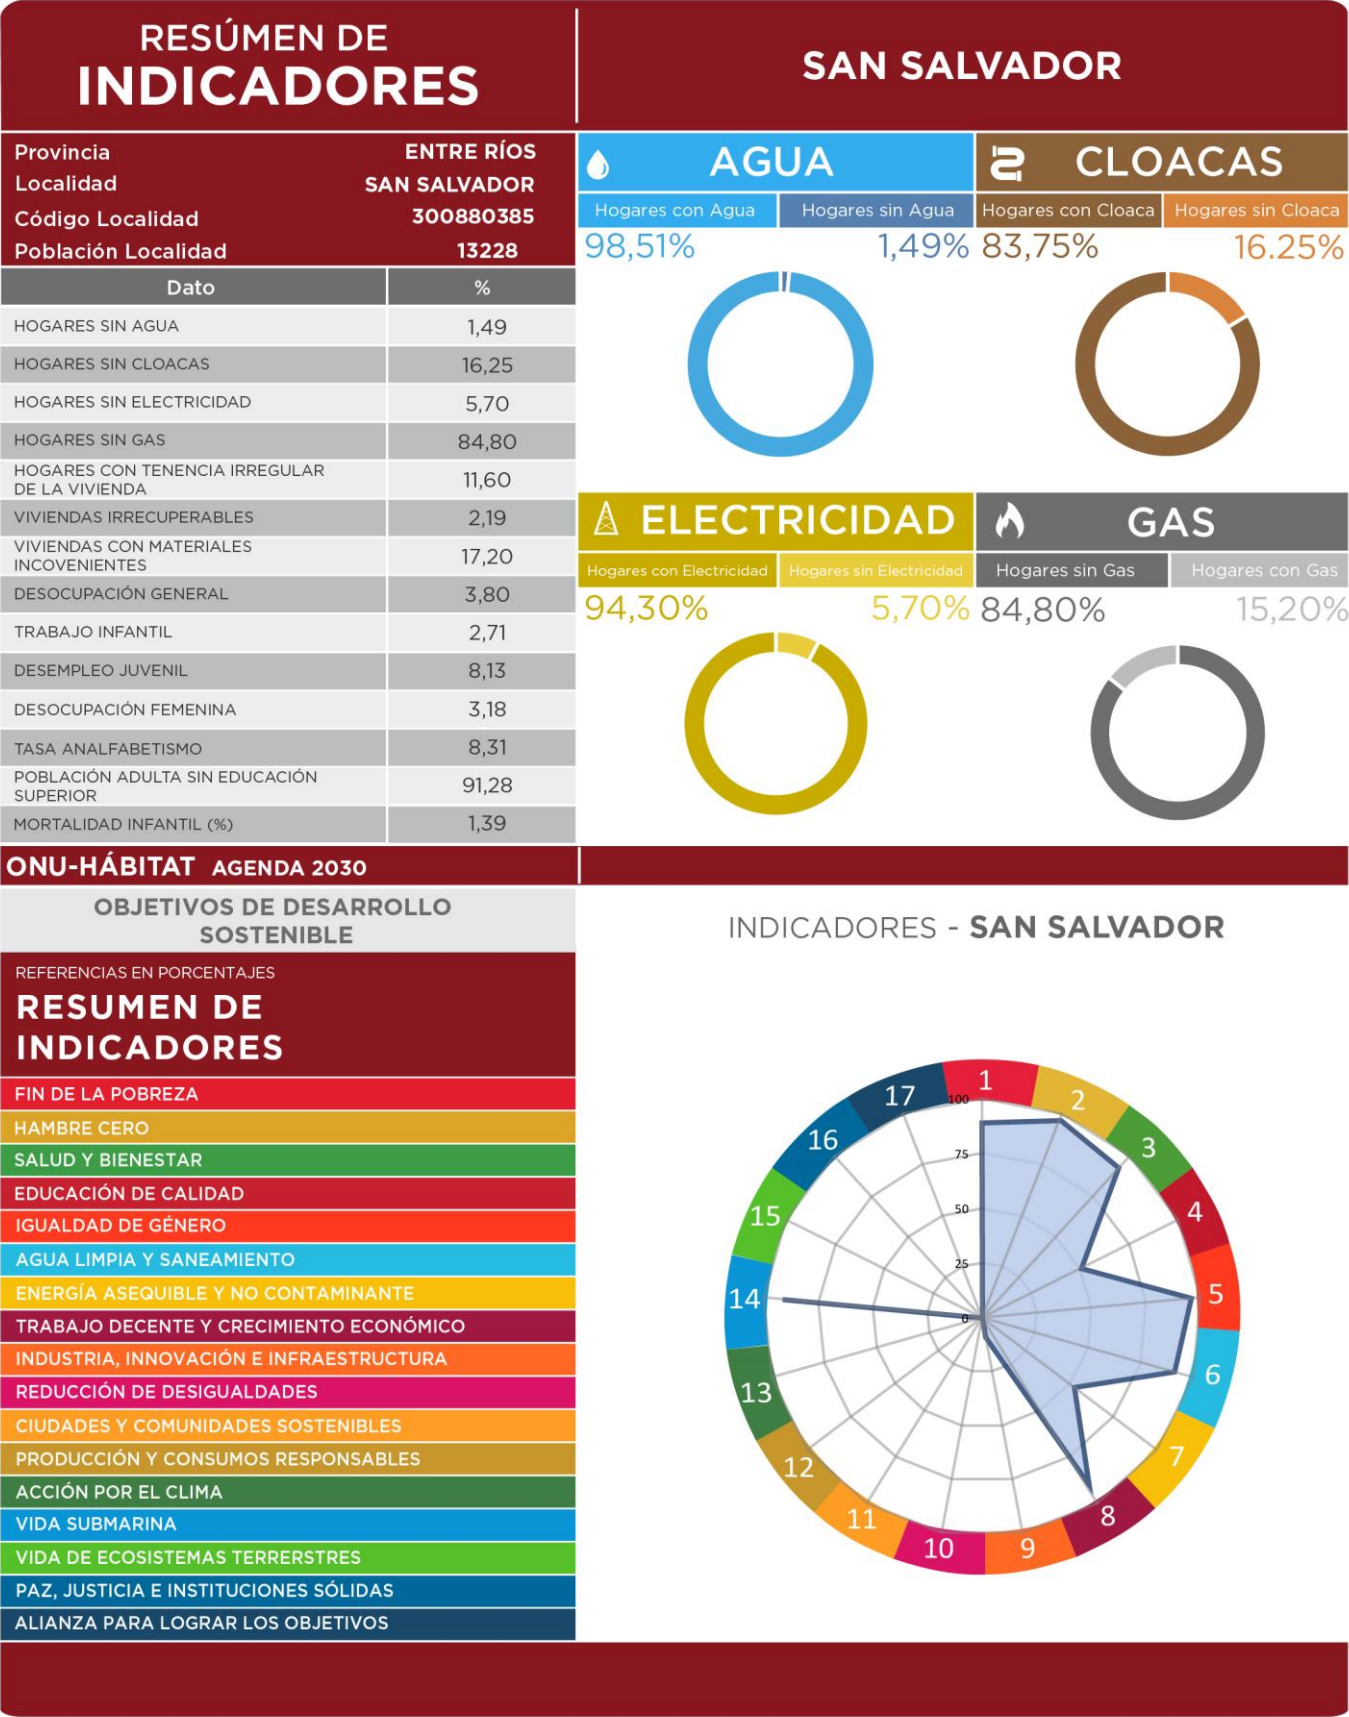 RESÚMEN DE
INDICADORES
SAN SALVADOR
Provincia ENTRE RÍOS
Localidad SAN SALVADOR
Código Localidad 300880385
Población Localidad 13228
Dato %
HOGARES SIN AGUA 1,49
HOGARES SIN CLOACAS 16,25
HOGARES SIN ELECTRICIDAD 5,70
HOGARES SIN GAS 84,80
HOGARES CON TENENCIA IRREGULAR
DE LA VIVIENDA 11,60
VIVIENDAS IRRECUPERABLES 2,19
VIVIENDAS CON MATERIALES
INCOVENIENTES 17,20
DESOCUPACIÓN GENERAL 3,80
TRABAJO INFANTIL 2,71
DESEMPLEO JUVENIL 8,13
DESOCUPACIÓN FEMENINA 3,18
TASA ANALFABETISMO 8,31
POBLACIÓN ADULTA SIN EDUCACIÓN
SUPERIOR 91,28
MORTALIDAD INFANTIL (%) 1,39
AGUA
Hogares con Agua Hogares sin Agua
98,51% 1,49%
CLOACAS
Hogares con Cloaca Hogares sin Cloaca
83,75% 16.25%
ELECTRICIDAD
Hogares con Electricidad Hogares sin Electricidad
94,30% 5,70%
GAS
Hogares sin Gas Hogares con Gas
84,80% 15,20%
ONU-HÁBITAT AGENDA 2030
OBJETIVOS DE DESARROLLO
SOSTENIBLE
REFERENCIAS EN PORCENTAJES
RESUMEN DE
INDICADORES
FIN DE LA POBREZA
HAMBRE CERO
SALUD Y BIENESTAR
EDUCACIÓN DE CALIDAD
IGUALDAD DE GÉNERO
AGUA LIMPIA Y SANEAMIENTO
ENERGÍA ASEQUIBLE Y NO CONTAMINANTE
TRABAJO DECENTE Y CRECIMIENTO ECONÓMICO
INDUSTRIA, INNOVACIÓN E INFRAESTRUCTURA
REDUCCIÓN DE DESIGUALDADES
CIUDADES Y COMUNIDADES SOSTENIBLES
PRODUCCIÓN Y CONSUMOS RESPONSABLES
ACCIÓN POR EL CLIMA
VIDA SUBMARINA
VIDA DE ECOSISTEMAS TERRERSTRES
PAZ, JUSTICIA E INSTITUCIONES SÓLIDAS
ALIANZA PARA LOGRAR LOS OBJETIVOS
INDICADORES - SAN SALVADOR
1
2
3
4
5
6
7
8
9
10
11
12
13
14
15
16
17
100
75
50
25
0